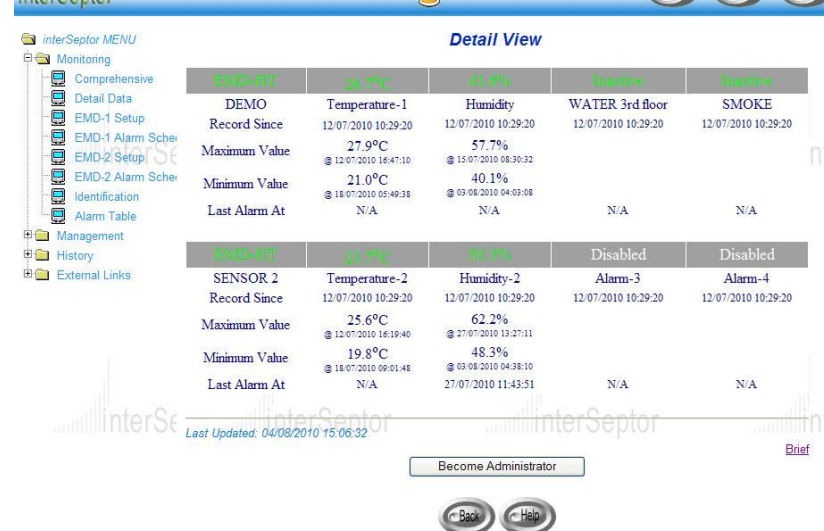 interSeptor
interSeptor MENU
Monitoring
Comprehensive
Detail Data
EMD-1 Setup
EMD-1 Alarm Sche
EMD-2 Setup
EMD-2 Alarm Sche
Identification
Alarm Table
Management
History
External Links
Detail View
EMD-HT 26.7°C 41.6% Inactive Inactive
DEMO Temperature-1 Humidity WATER 3rd floor SMOKE
Record Since 12/07/2010 10:29:20 12/07/2010 10:29:20 12/07/2010 10:29:20 12/07/2010 10:29:20
Maximum Value 27.9°C 57.7%
@ 12/07/2010 16:47:10 @ 15/07/2010 08:30:32
Minimum Value 21.0°C 40.1%
@ 18/07/2010 05:49:38 @ 03/08/2010 04:03:08
Last Alarm At N/A N/A N/A N/A
EMD-HT Disabled Disabled
SENSOR 2 Temperature-2 Humidity-2 Alarm-3 Alarm-4
Record Since 12/07/2010 10:29:20 12/07/2010 10:29:20 12/07/2010 10:29:20 12/07/2010 10:29:20
Maximum Value 25.6°C 62.2%
@ 12/07/2010 16:19:40 @ 27/07/2010 13:27:11
Minimum Value 19.8°C 48.3%
@ 18/07/2010 09:01:48 @ 03/08/2010 04:38:10
Last Alarm At N/A 27/07/2010 11:43:51 N/A N/A
interSe interSeptor interSeptor in
Last Updated: 04/08/2010 15:06:32
Brief
Become Administrator
Back Help